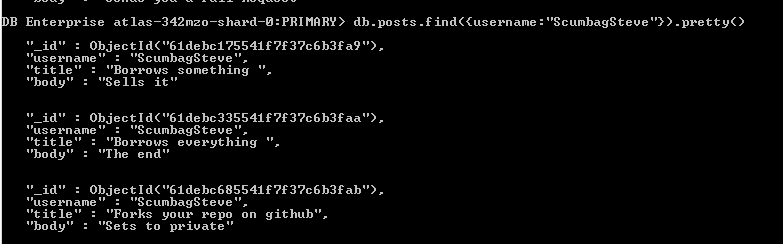 DB Enterprise atlas-342mzo-shard-0:PRIMARY> db.posts.find({username:"ScumbagSteve"}).pretty()
"_id" : ObjectId("61debc175541f7f37c6b3fa9"),
"username" : "ScumbagSteve",
"title" : "Borrows something ",
"body" : "Sells it"
"_id" : ObjectId("61debc335541f7f37c6b3faa"),
"username" : "ScumbagSteve",
"title" : "Borrows everything ",
"body" : "The end"
"_id" : ObjectId("61debc685541f7f37c6b3fab"),
"username" : "ScumbagSteve",
"title" : "Forks your repo on github",
"body" : "Sets to private"